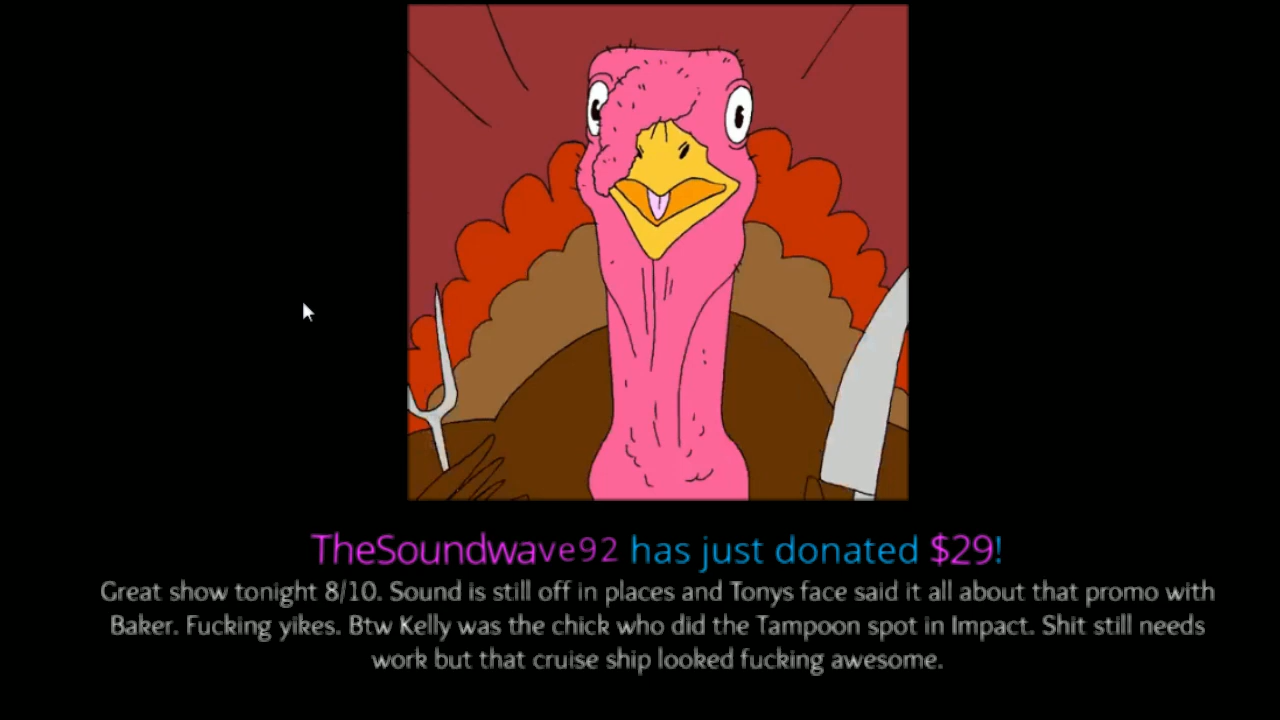 TheSoundwave92 has just donated $29!
Great show tonight 8/10. Sound is still off in places and Tonys face said it all about that promo with
Baker. Fucking yikes. Btw Kelly was the chick who did the Tampoon spot in Impact. Shit still needs
work but that cruise ship looked fucking awesome.